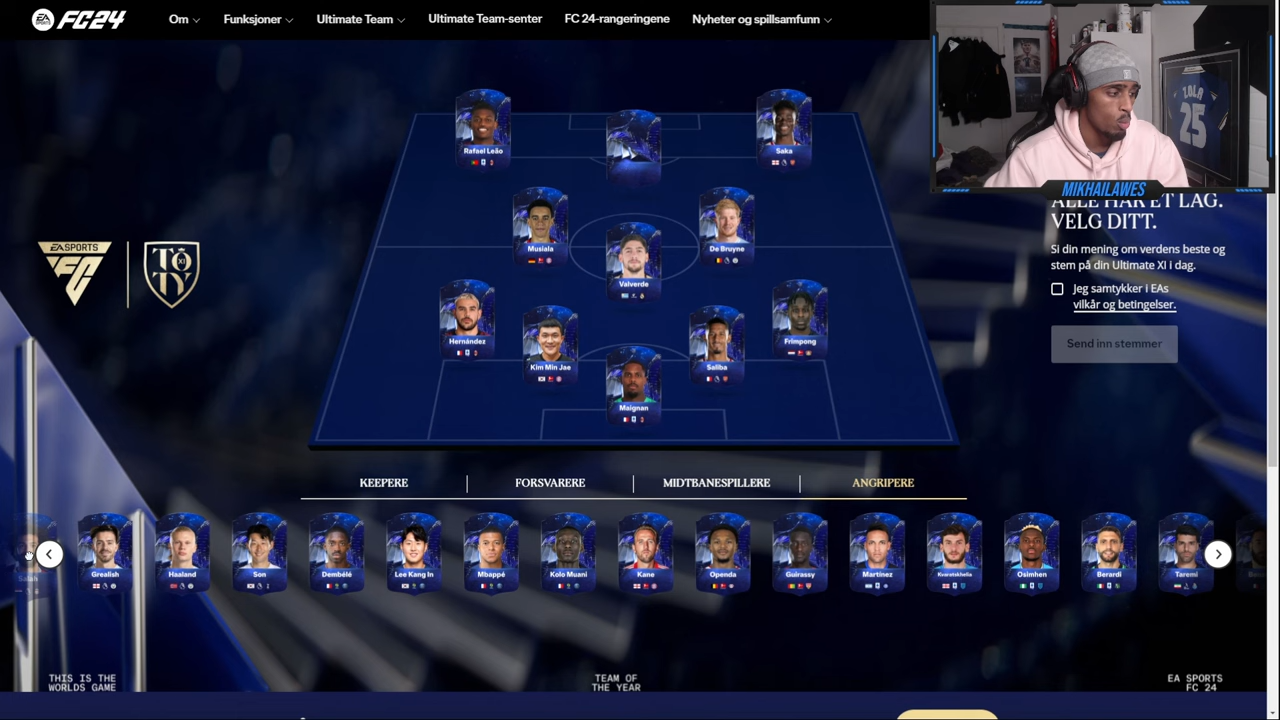 FC24
Om
Funksjoner
Ultimate Team
Ultimate Team-senter
FC 24-rangeringene
Nyheter og spillsamfunn
ZOLA
25
MIKHAILAWES
ALLE HAR ET LAG.
VELG DITT.
Si din mening om verdens beste og
stem på din Ultimate XI i dag.
Jeg samtykker i EAs
vilkår og betingelser.
Send inn stemmer
EA SPORTS
FC
Rafael Leão
Saka
Musiala
De Bruyne
Valverde
Hernández
Frimpong
Kim Min Jae
Saliba
Maignan
KEEPERE
FORSVARERE
MIDTBANESPILLERE
ANGRIPERE
Salah
Grealish
Haaland
Son
Dembélé
Lee Kang In
Mbappé
Kolo Muani
Kane
Openda
Guirassy
Martínez
Kvaratskhelia
Osimhen
Berardi
Taremi
THIS IS THE
WORLDS GAME
TEAM OF
THE YEAR
EA SPORTS
FC 24